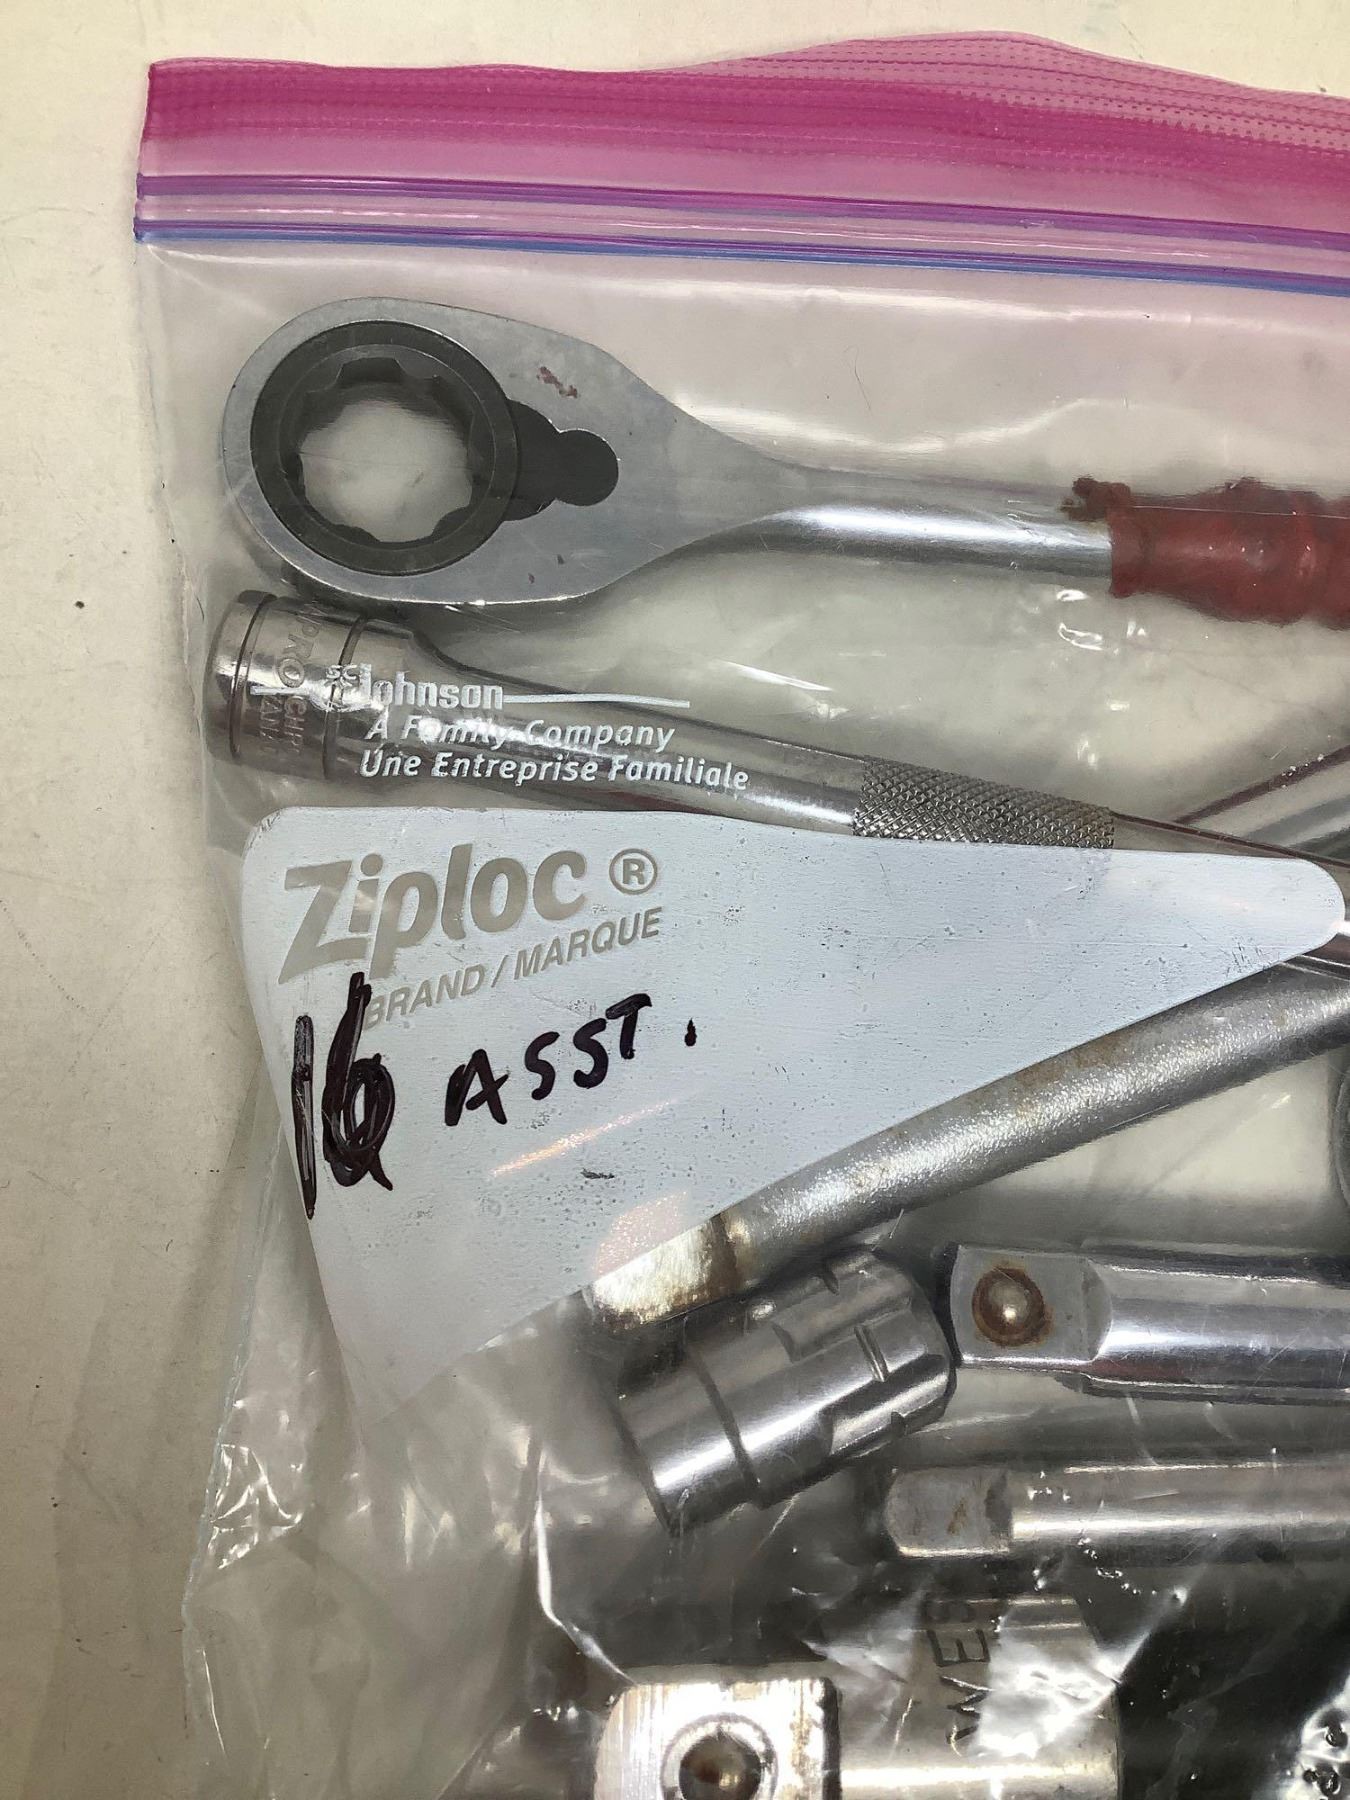 SC Johnson
A Family Company
Une Entreprise Familiale
Ziploc®
BRAND/MARQUE
16 ASST.